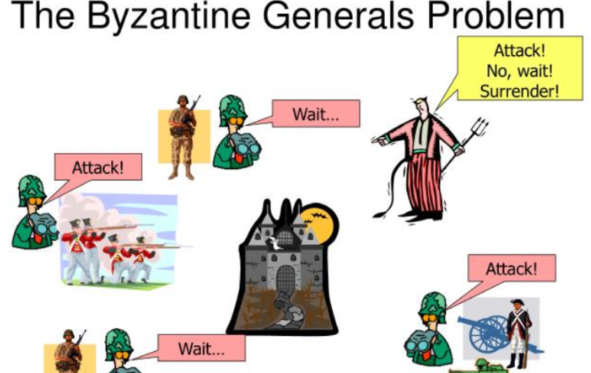 The Byzantine Generals Problem
Attack!
No, wait!
Surrender!
Wait...
Attack!
Attack!
Wait...